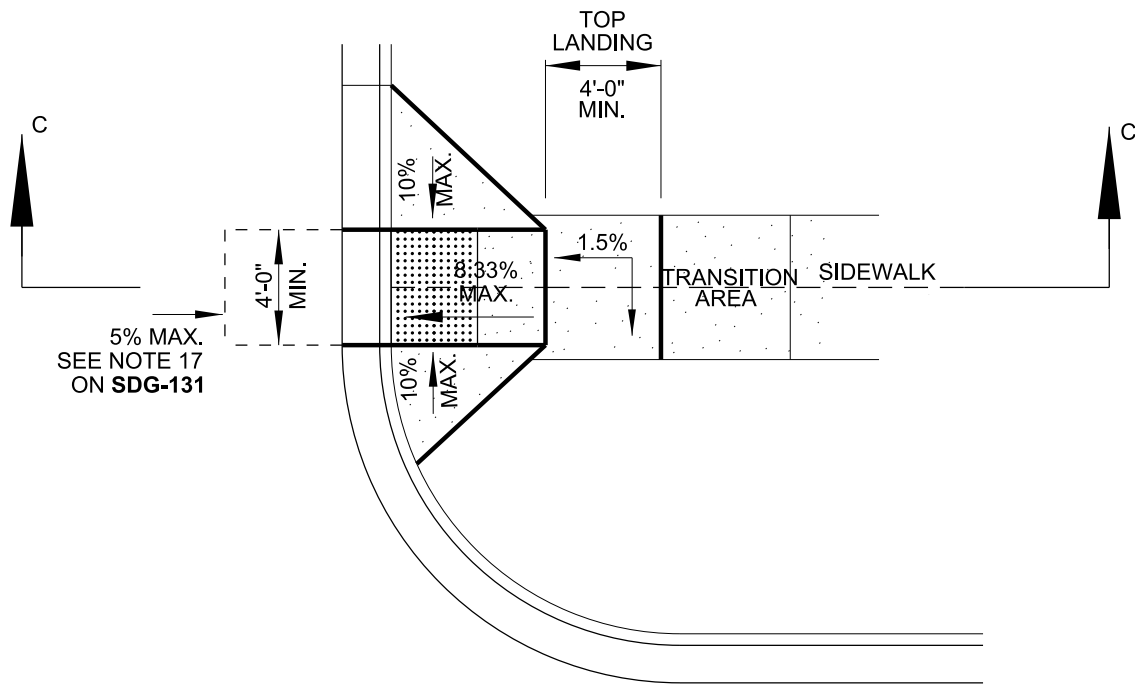 TOP
LANDING
4'-0"
MIN.
C
C
10%
MAX.
1.5%
4'-0"
MIN.
8.33%
MAX.
TRANSITION
AREA
SIDEWALK
5% MAX.
SEE NOTE 17
ON SDG-131
10%
MAX.